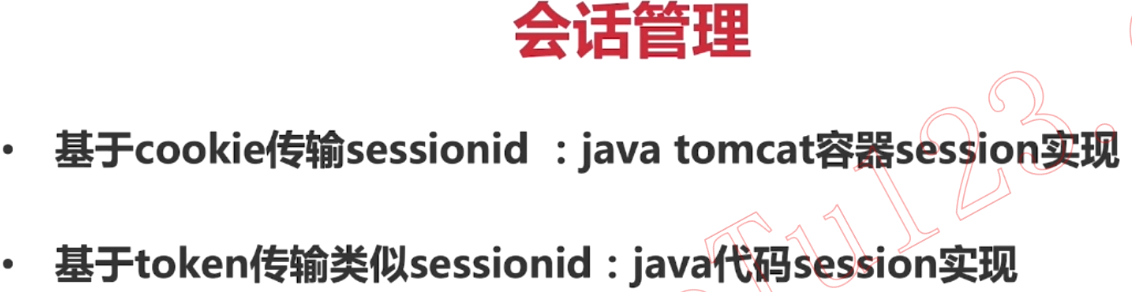 会话管理
• 基于cookie传输sessionid ：java tomcat容器session实现
• 基于token传输类似sessionid：java代码session实现